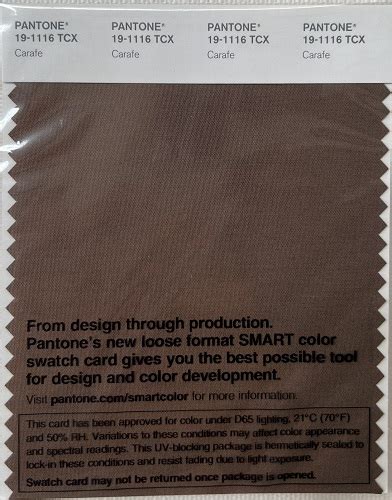 PANTONE® PANTONE® PANTONE® PANTONE®
19-1116 TCX 19-1116 TCX 19-1116 TCX 19-1116 TCX
Carafe Carafe Carafe Carafe
From design through production.
Pantone's new loose format SMART color
swatch card gives you the best possible tool
for design and color development.
Visit pantone.com/smartcolor for more information.
This card has been approved for color under D65 lighting, 21°C (70°F)
and 50% RH. Variations to these conditions may affect color appearance
and spectral readings. This UV-blocking package is hermetically sealed to
lock-in these conditions and resist fading due to light exposure.
Swatch card may not be returned once package is opened.